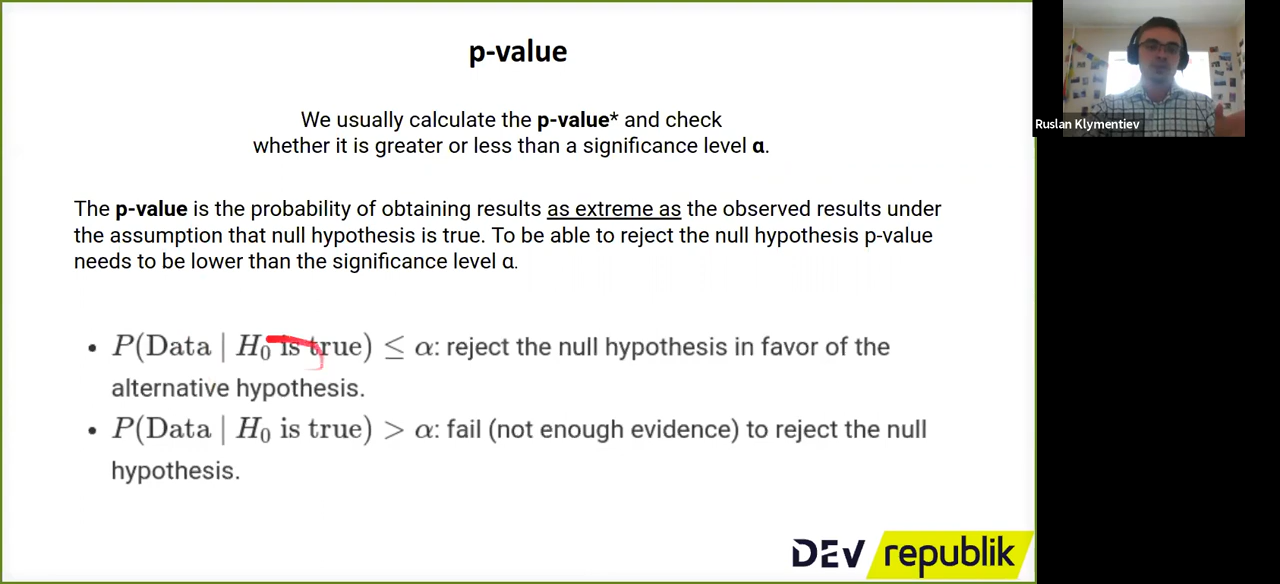 p-value
We usually calculate the p-value* and check
whether it is greater or less than a significance level α.
The p-value is the probability of obtaining results as extreme as the observed results under
the assumption that null hypothesis is true. To be able to reject the null hypothesis p-value
needs to be lower than the significance level α.
• P(Data | H₀ is true) ≤ α: reject the null hypothesis in favor of the
alternative hypothesis.
• P(Data | H₀ is true) > α: fail (not enough evidence) to reject the null
hypothesis.
DEV republik
Ruslan Klymentiev